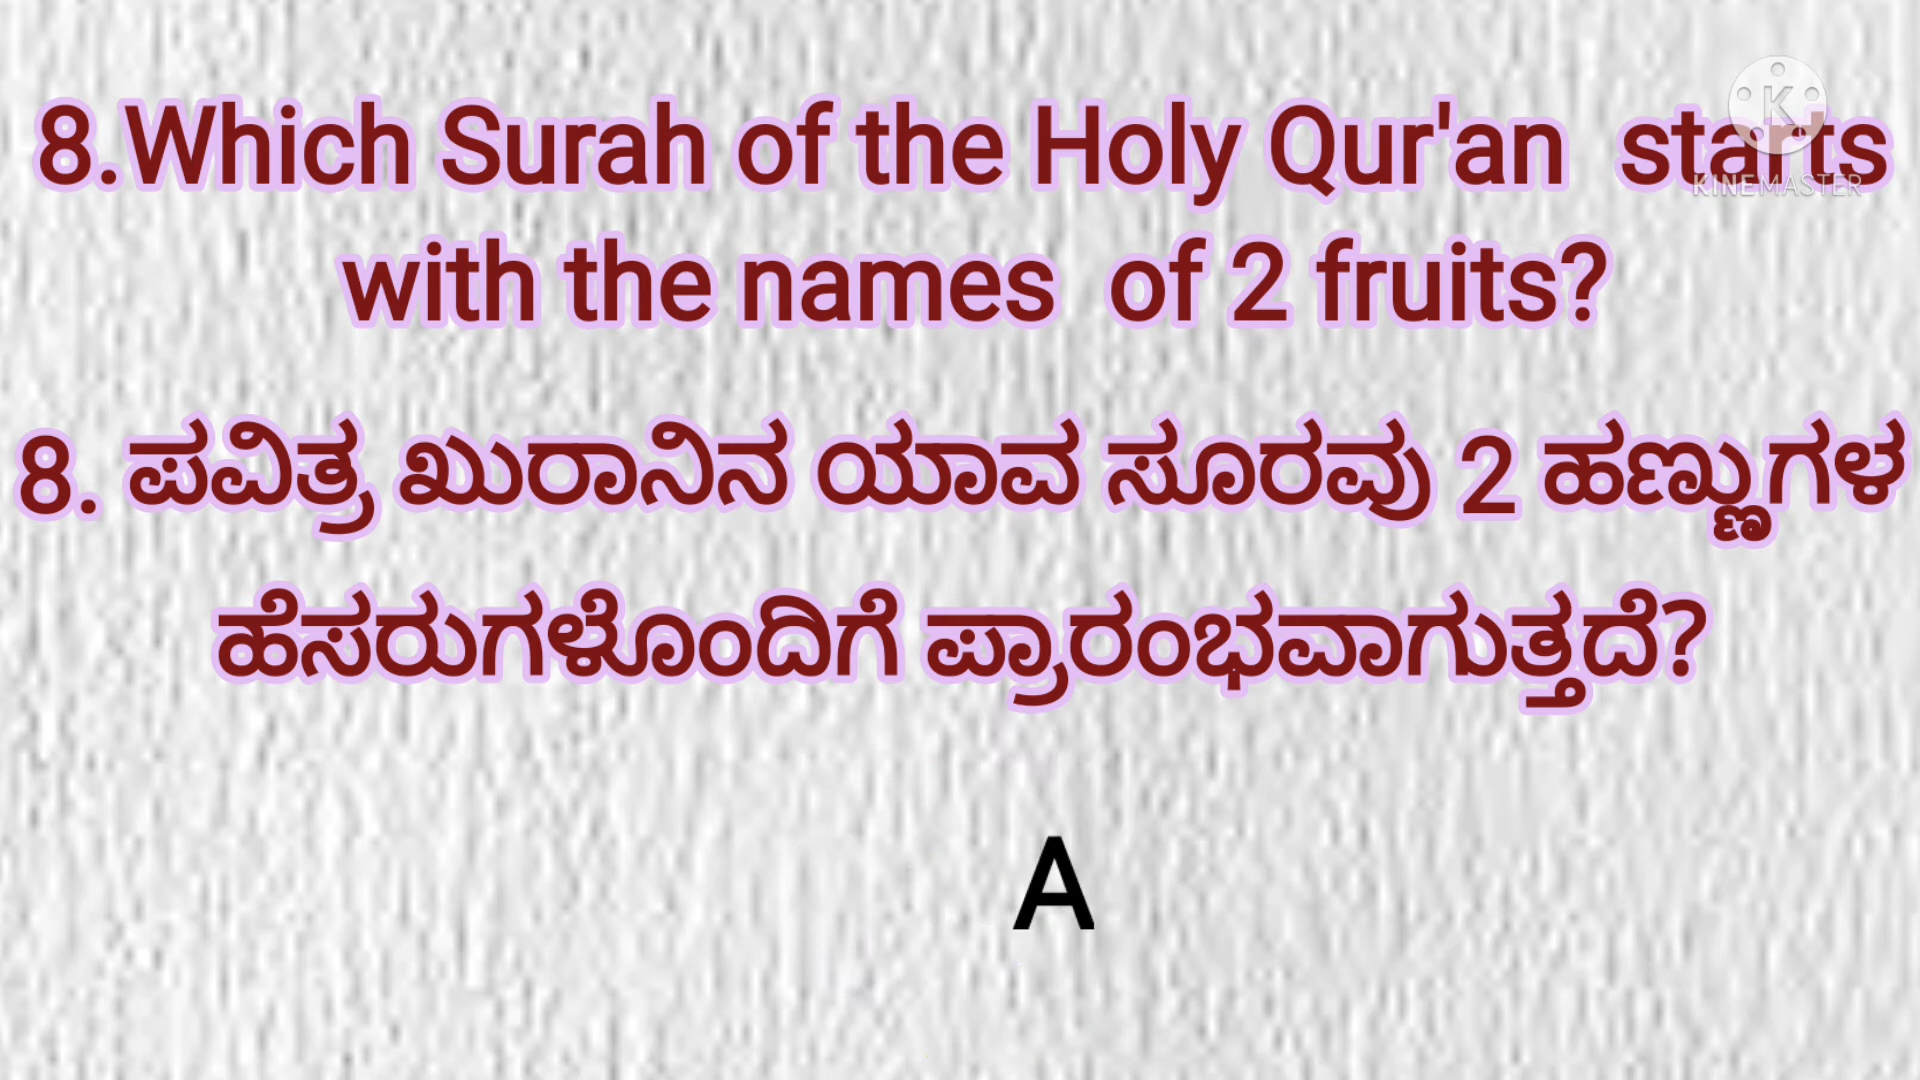 8.Which Surah of the Holy Qur'an starts
with the names of 2 fruits?
8. ಪವಿತ್ರ ಖುರಾನಿನ ಯಾವ ಸೂರವು 2 ಹಣ್ಣುಗಳ
ಹೆಸರುಗಳೊಂದಿಗೆ ಪ್ರಾರಂಭವಾಗುತ್ತದೆ?
A
K
KINEMASTER